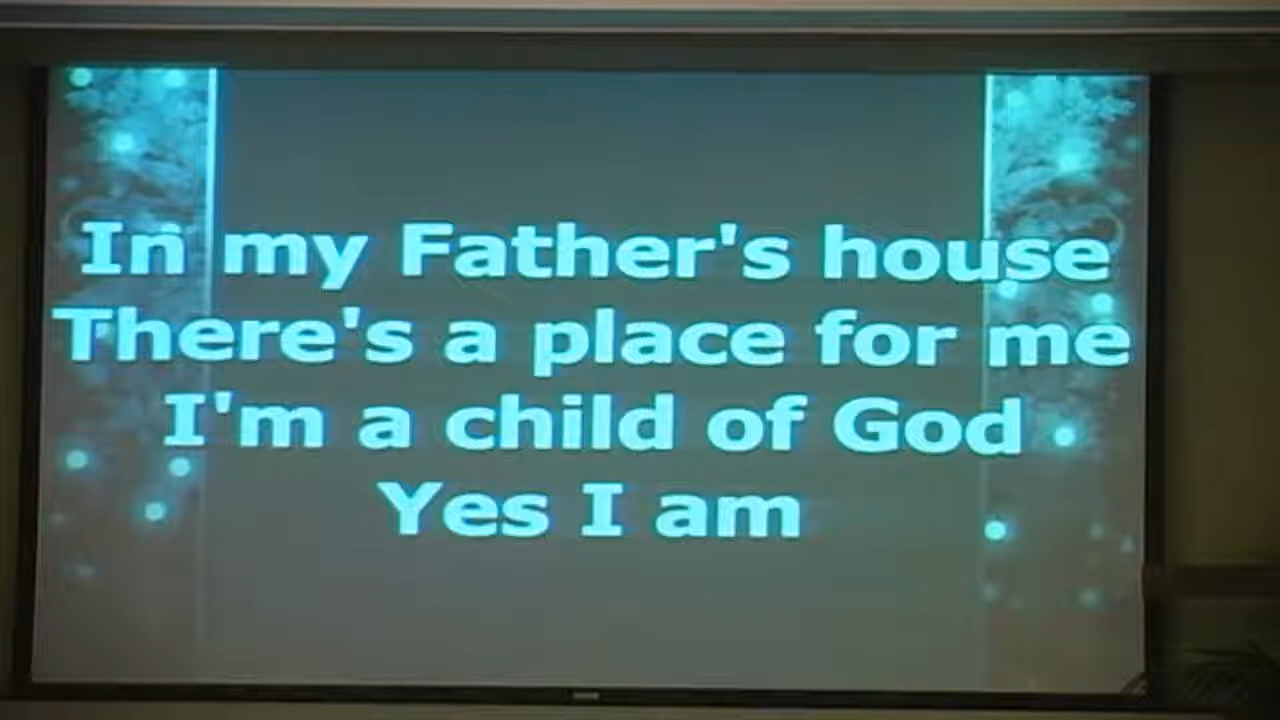 In my Father's house
There's a place for me
I'm a child of God
Yes I am